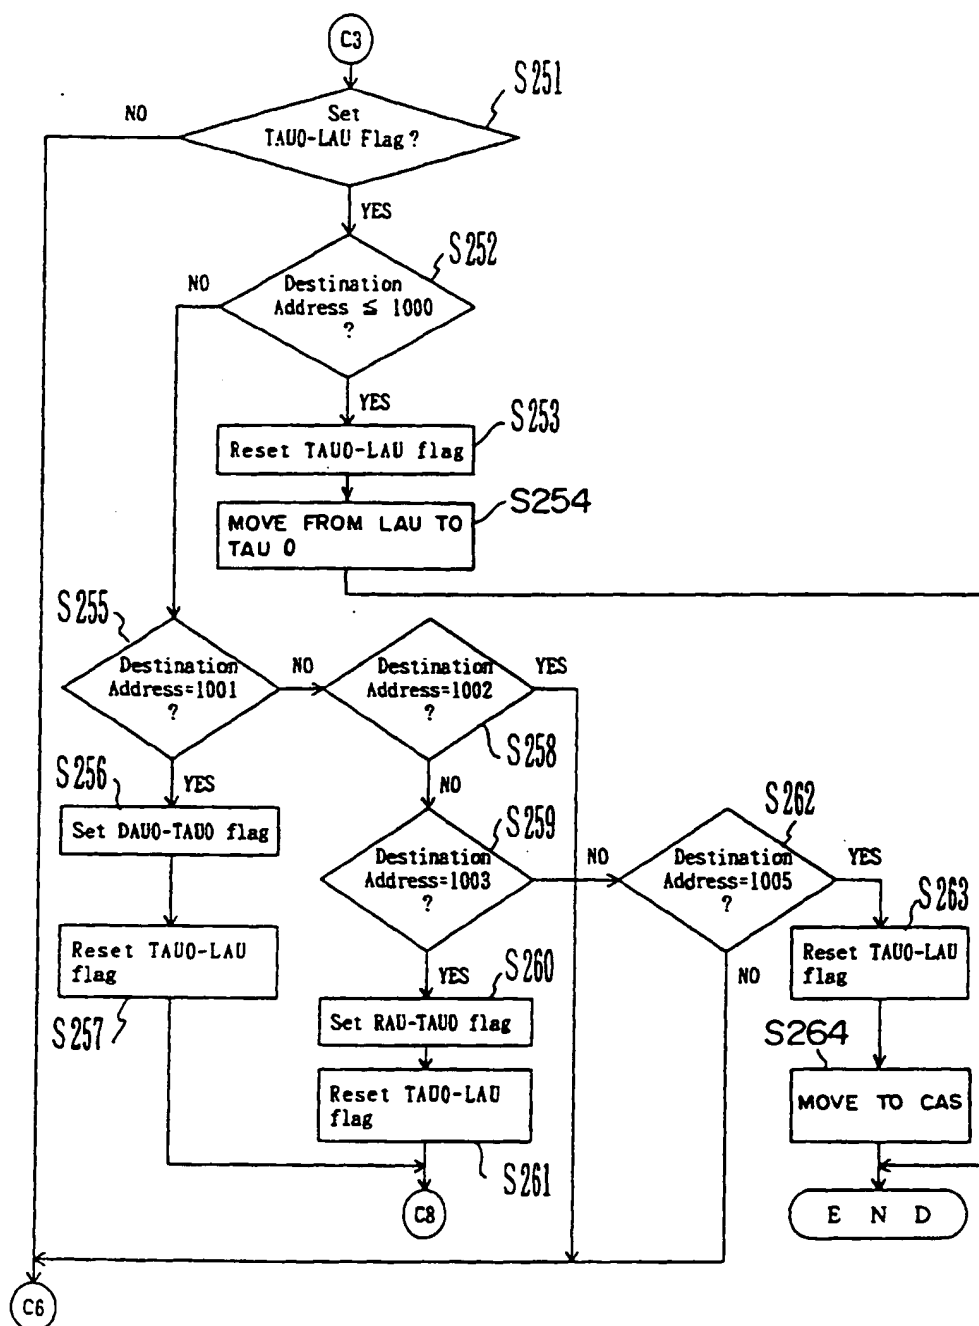 C3
S251
NO
Set
TAU0-LAU Flag?
YES
S252
NO
Destination
Address ≤ 1000
?
YES
S253
Reset TAU0-LAU flag
S254
MOVE FROM LAU TO
TAU 0
S255
Destination
Address=1001
?
NO
Destination
Address=1002
?
YES
S258
S256
YES
Set DAU0-TAU0 flag
NO
S259
Destination
Address=1003
?
NO
S262
Destination
Address=1005
?
YES
S263
Reset TAU0-LAU
flag
S257
YES
S260
Set RAU-TAU0 flag
Reset TAU0-LAU
flag
S261
NO
Reset TAU0-LAU
flag
S264
MOVE TO CAS
C8
E N D
C6